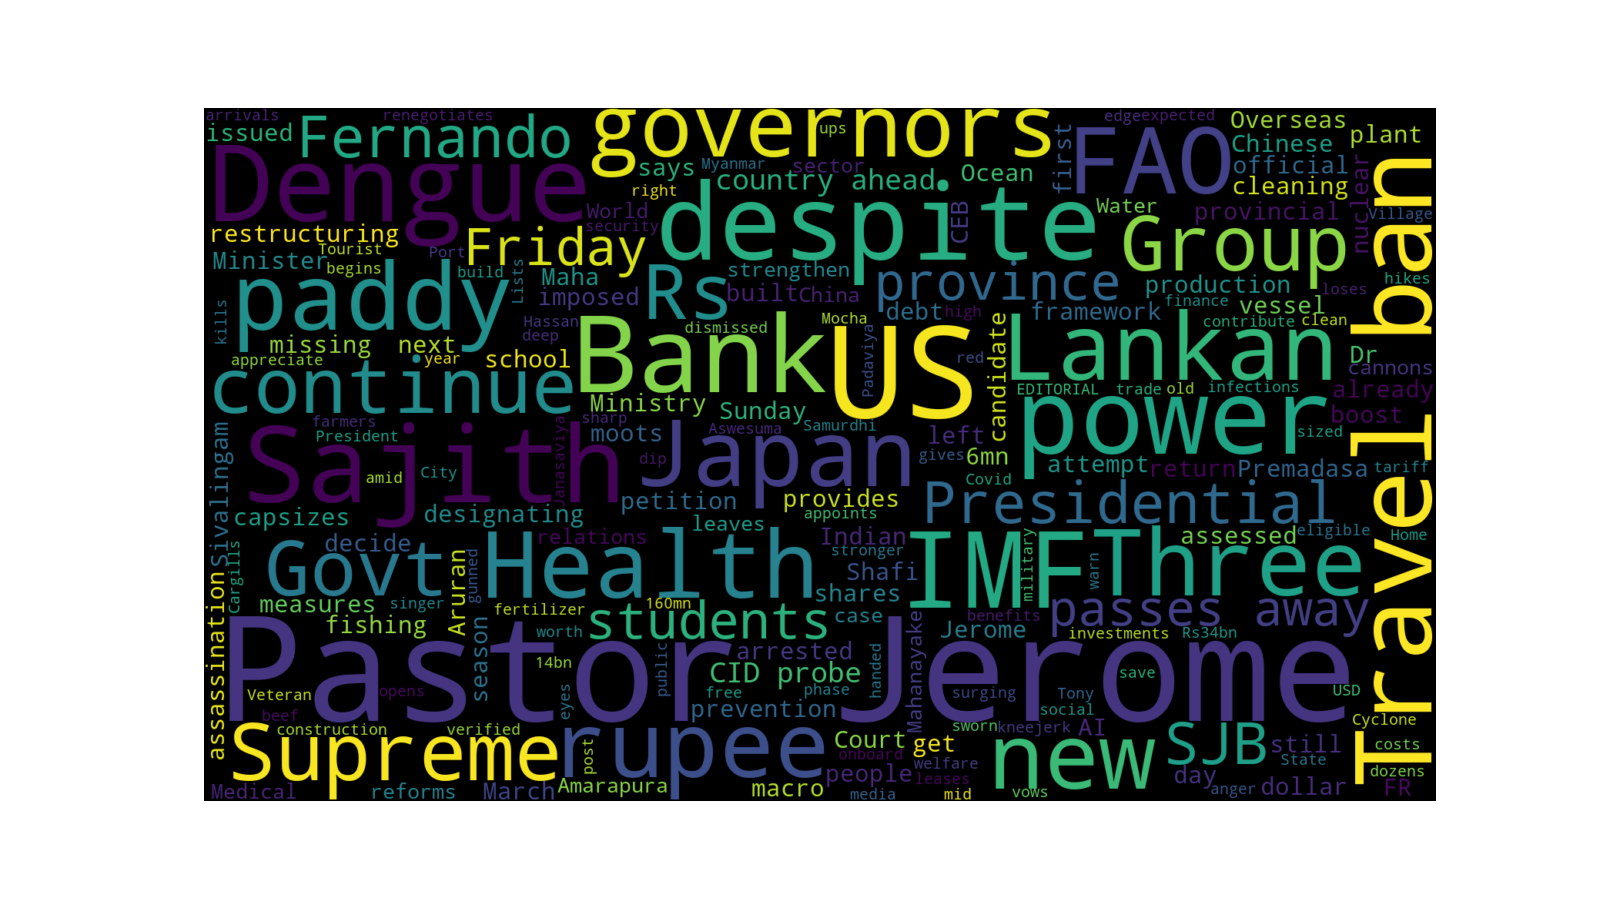 arrivals
renegotiates
governors
ups
edge
expected
Overseas
issued
Fernando
first
FAO
Chinese
plant
Dengue
says
Myanmar
sector
official
nuclear
right
country ahead
Ocean
cleaning
Travel ban
World
despite
CEB
Water
provincial
Village
restructuring
Friday
security
Group
Tourist
Port
Minister
begins
build
Lists
Maha
strengthen
province
production
hikes
paddy
imposed
Rs
built
China
debt
high
framework
finance
vessel
loses
kills
Hassan
deep
Bank
dismissed
Mocha
US
candidate
Lankan
contribute
clean
missing
next
appreciate
year
school
Padaviya
red
Dr
cannons
continue
Ministry
Sunday
EDITORIAL
trade
old
infections
already
farmers
Janasaviya
sharp
Aswesuma
Samurdhi
power
boost
President
Sajith
moots
Japan
left
sized
Sivalingam
amid
City
dip
gives
6mn
attempt
return
Premadasa
tariff
Covid
petition
provides
Presidential
capsizes
designating
leaves
appoints
decide
relations
Indian
IMF
Three
assessed
eligible
Home
Govt
Health
stronger
military
warn
Cargills
Aruran
gunned
Shafi
shares
assassination
measures
singer
fertilizer
160mn
case
Mahanayake
benefits
passes away
fishing
season
worth
students
Jerome
investments
Rs34bn
Pastor Jerome
14bn
public
arrested
handed
CID probe
save
Veteran
opens
eyes
free
phase
surging
Tony
USD
beef
prevention
social
construction
verified
sworn
kneejerk
AI
Cyclone
Supreme
rupee
post
Court
get
new
SJB
still
costs
onboard
welfare
State
people
leases
day
dozens
Medical
reforms
March
Amarapura
macro
media
mid
vows
anger
dollar
FR